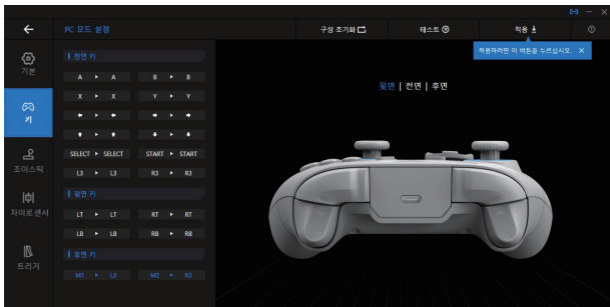 PC 모드 설정
구성 초기화
테스트
적용
적용하려면 이 버튼을 누르십시오. ×
기본
키
조이스틱
자이로센서
트리거
전면 키
A ▸ A B ▸ B
X ▸ X Y ▸ Y
← ▸ ← → ▸ →
↑ ▸ ↑ ↓ ▸ ↓
SELECT ▸ SELECT START ▸ START
L3 ▸ L3 R3 ▸ R3
윗면 키
LT ▸ LT RT ▸ RT
LB ▸ LB RB ▸ RB
후면 키
M1 ▸ L3 M2 ▸ R3
윗면 | 전면 | 후면